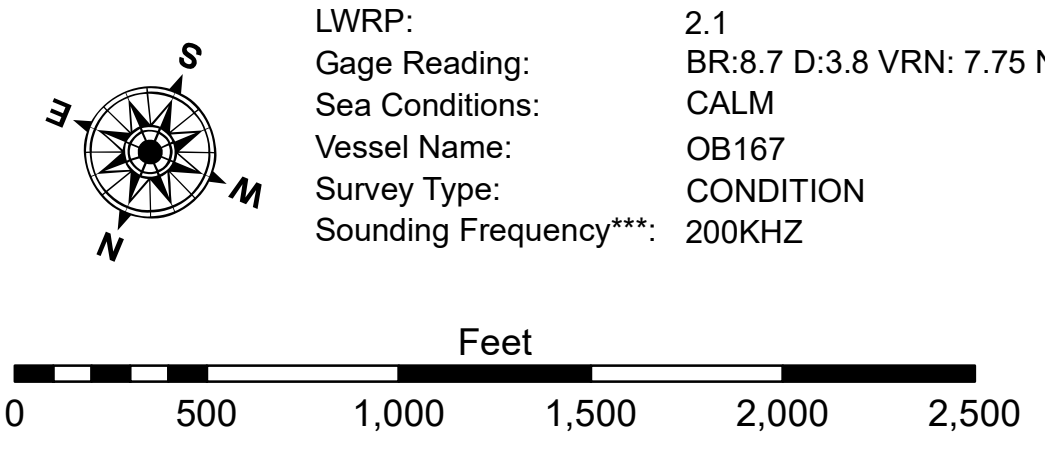 S
E
W
N
LWRP: 2.1
Gage Reading: BR:8.7 D:3.8 VRN: 7.75
Sea Conditions: CALM
Vessel Name: OB167
Survey Type: CONDITION
Sounding Frequency***: 200KHZ
Feet
0 500 1,000 1,500 2,000 2,500